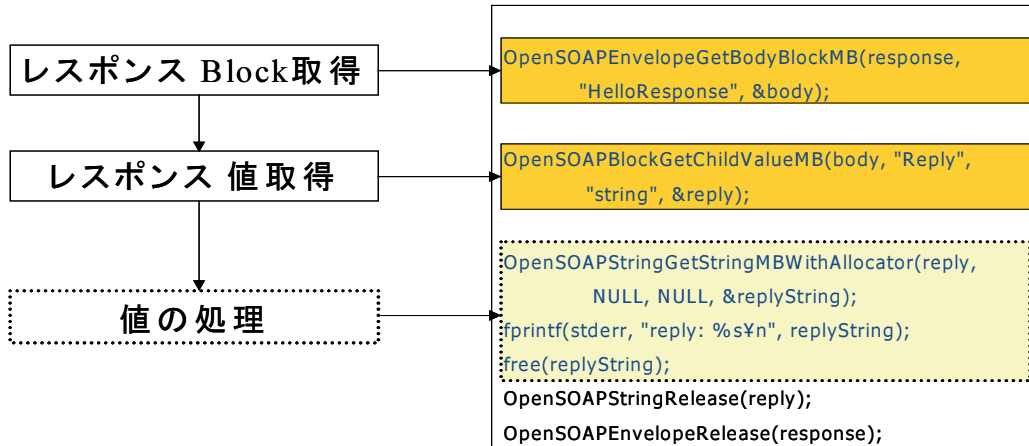 レスポンス Block取得
OpenSOAPEnvelopeGetBodyBlockMB(response,
"HelloResponse", &body);
レスポンス 値取得
OpenSOAPBlockGetChildValueMB(body, "Reply",
"string", &reply);
値の処理
OpenSOAPStringGetStringMBWithAllocator(reply,
NULL, NULL, &replyString);
fprintf(stderr, "reply: %s¥n", replyString);
free(replyString);
OpenSOAPStringRelease(reply);
OpenSOAPEnvelopeRelease(response);